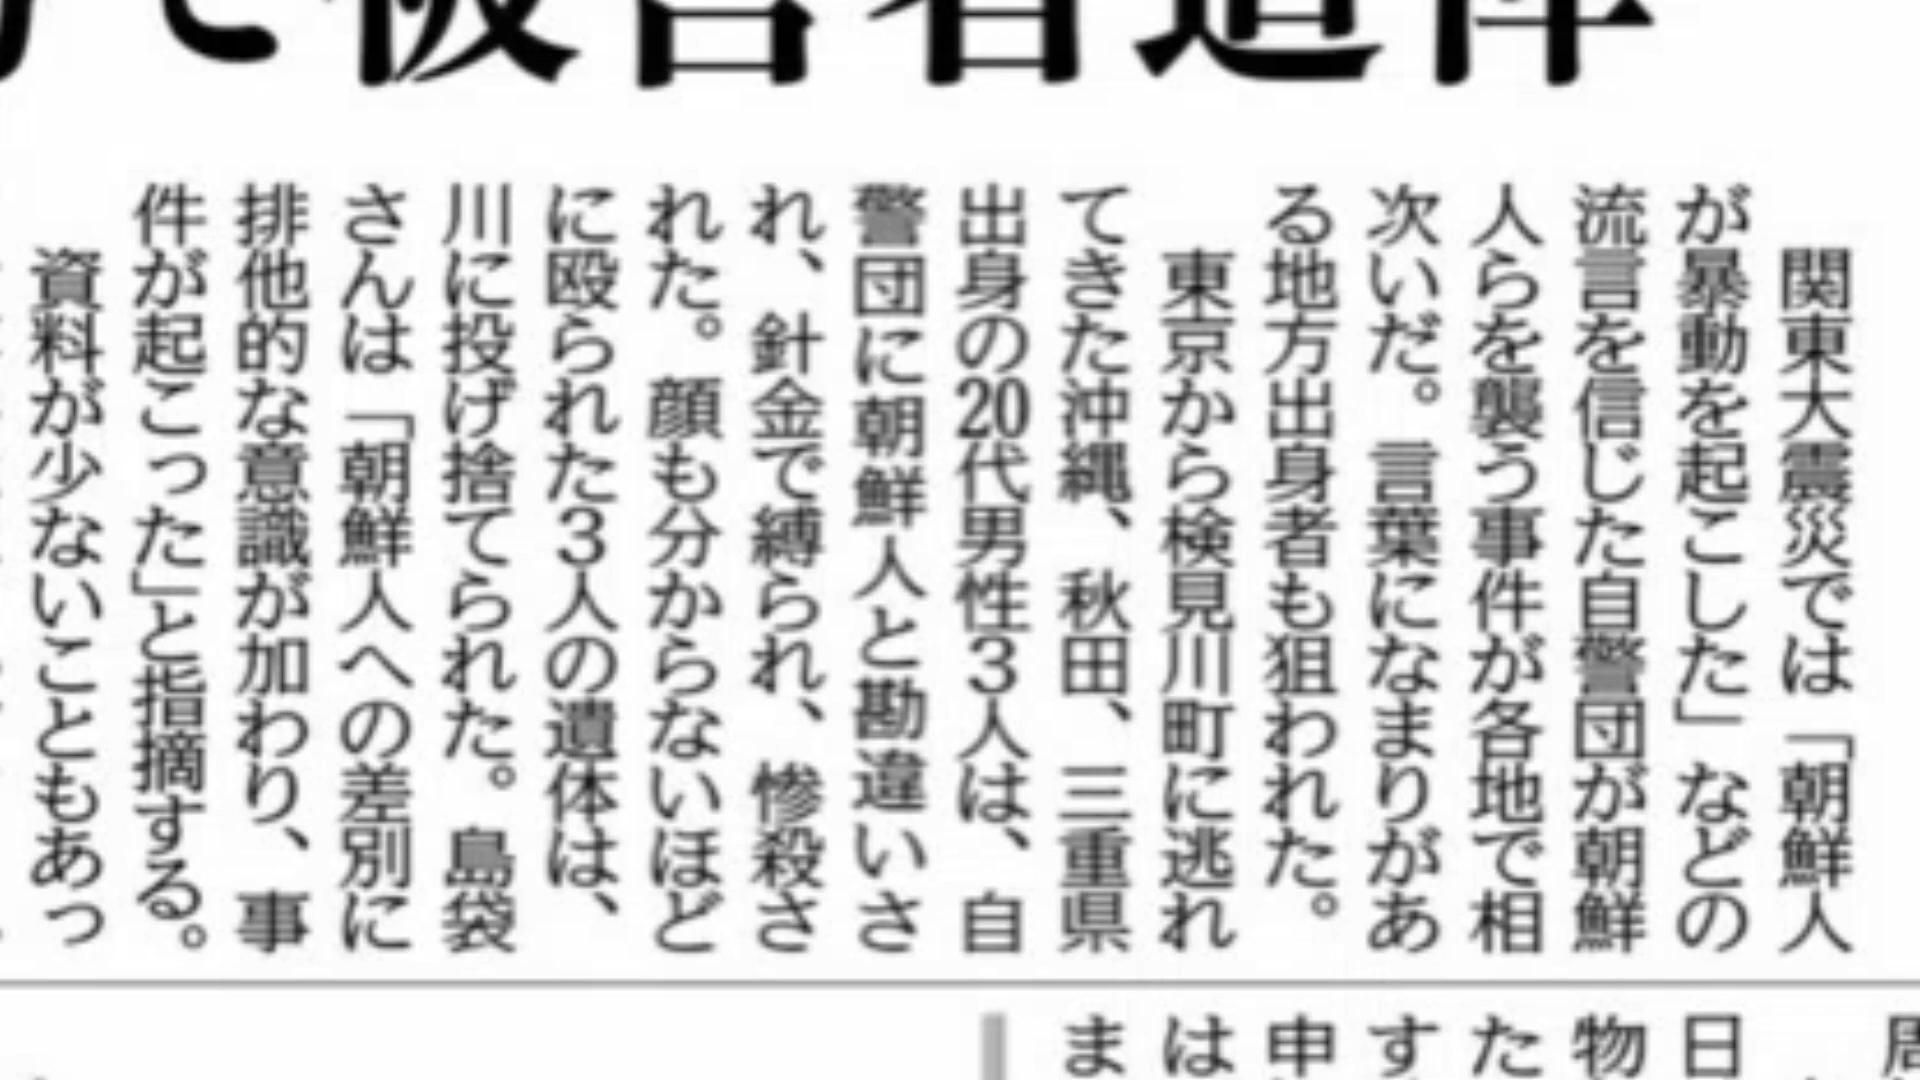 て被害者追悼
関東大震災では「朝鮮人
が暴動を起こした」などの
流言を信じた自警団が朝鮮
人らを襲う事件が各地で相
次いだ。言葉になまりがあ
る地方出身者も狙われた。
東京から検見川町に逃れ
てきた沖縄、秋田、三重県
出身の20代男性3人は、自
警団に朝鮮人と勘違いさ
れ、針金で縛られ、惨殺さ
れた。顔も分からないほど
に殴られた3人の遺体は、
川に投げ捨てられた。島袋
さんは「朝鮮人への差別に
排他的な意識が加わり、事
件が起こった」と指摘する。
資料が少ないこともあっ
日
物
た
す
申
は
ま